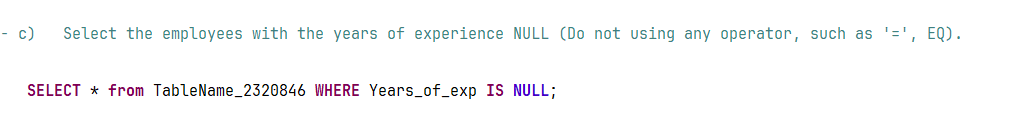 - c)   Select the employees with the years of experience NULL (Do not using any operator, such as '=', EQ).
SELECT * from TableName_2320846 WHERE Years_of_exp IS NULL;